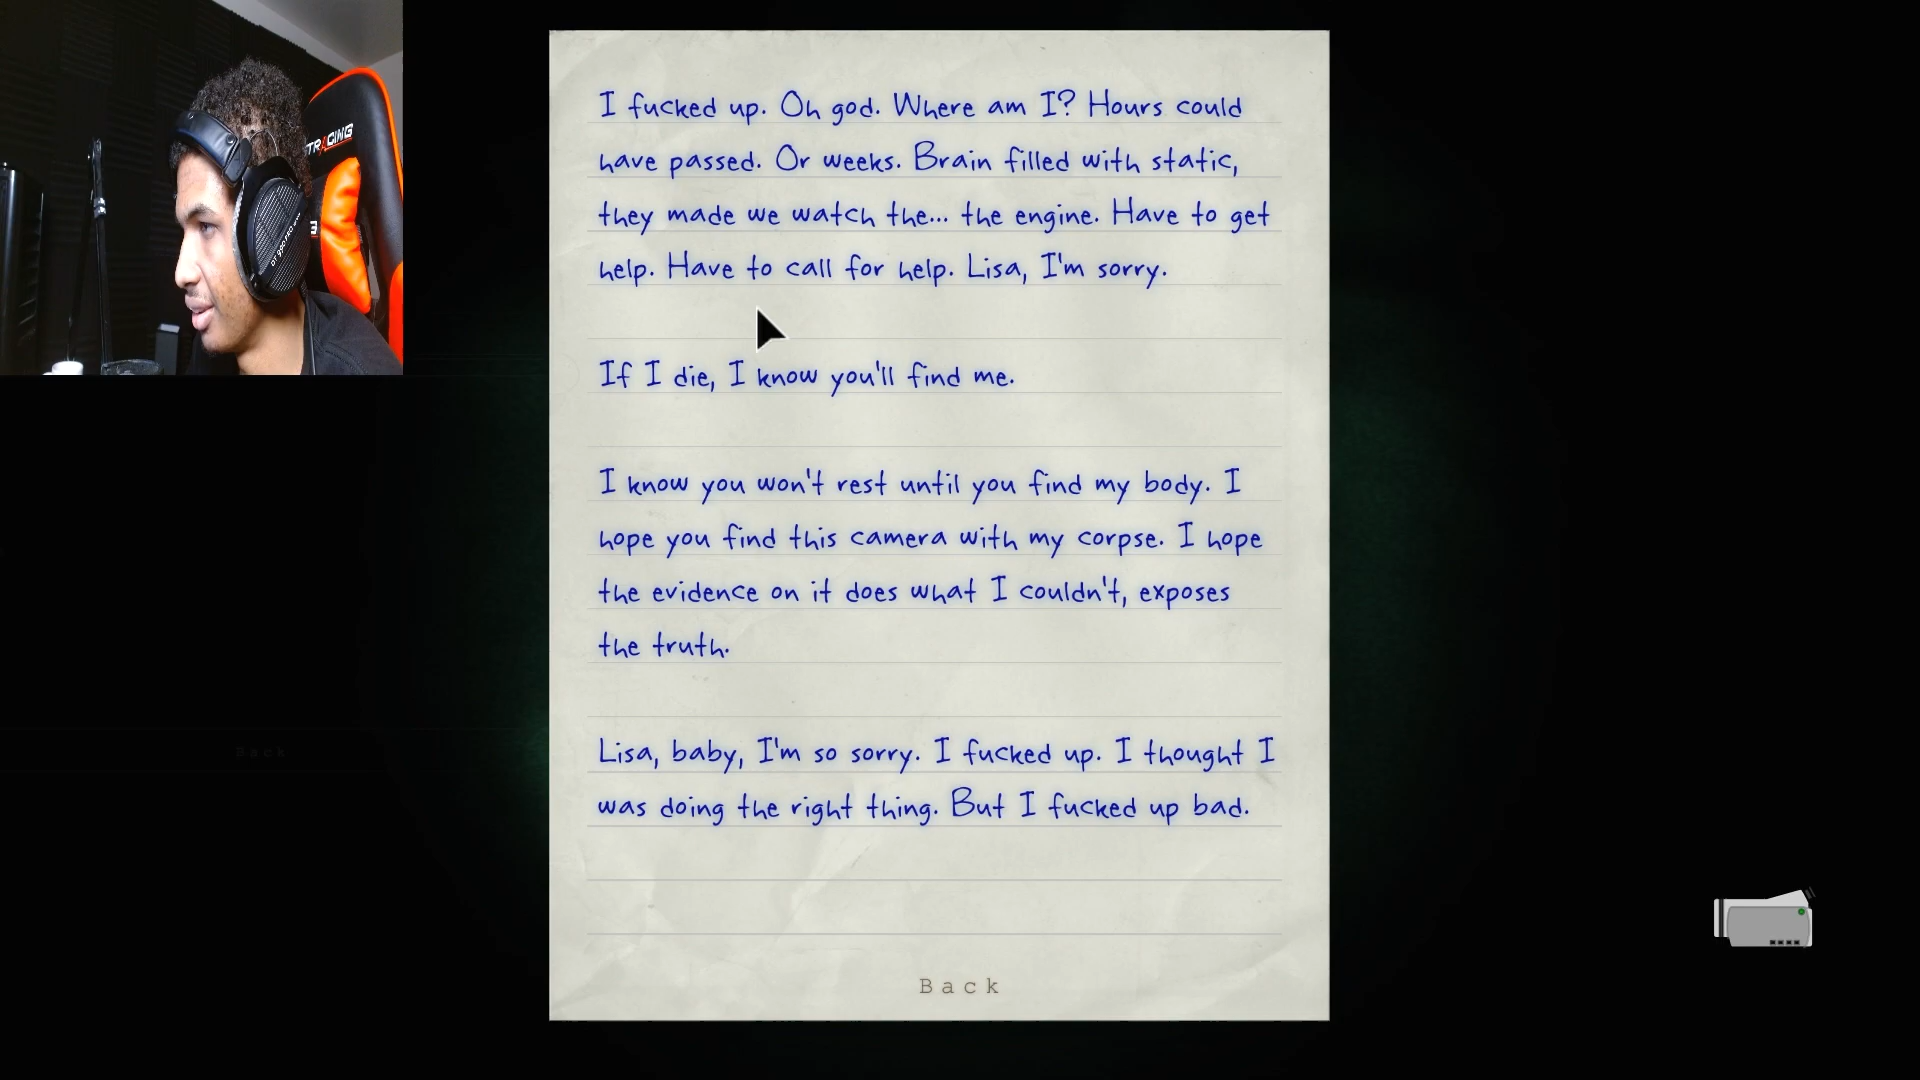 I fucked up. Oh god. Where am I? Hours could
have passed. Or weeks. Brain filled with static,
they made we watch the... the engine. Have to get
help. Have to call for help. Lisa, I'm sorry.
If I die, I know you'll find me.
I know you won't rest until you find my body. I
hope you find this camera with my corpse. I hope
the evidence on it does what I couldn't, exposes
the truth.
Lisa, baby, I'm so sorry. I fucked up. I thought I
was doing the right thing. But I fucked up bad.
Back
Back